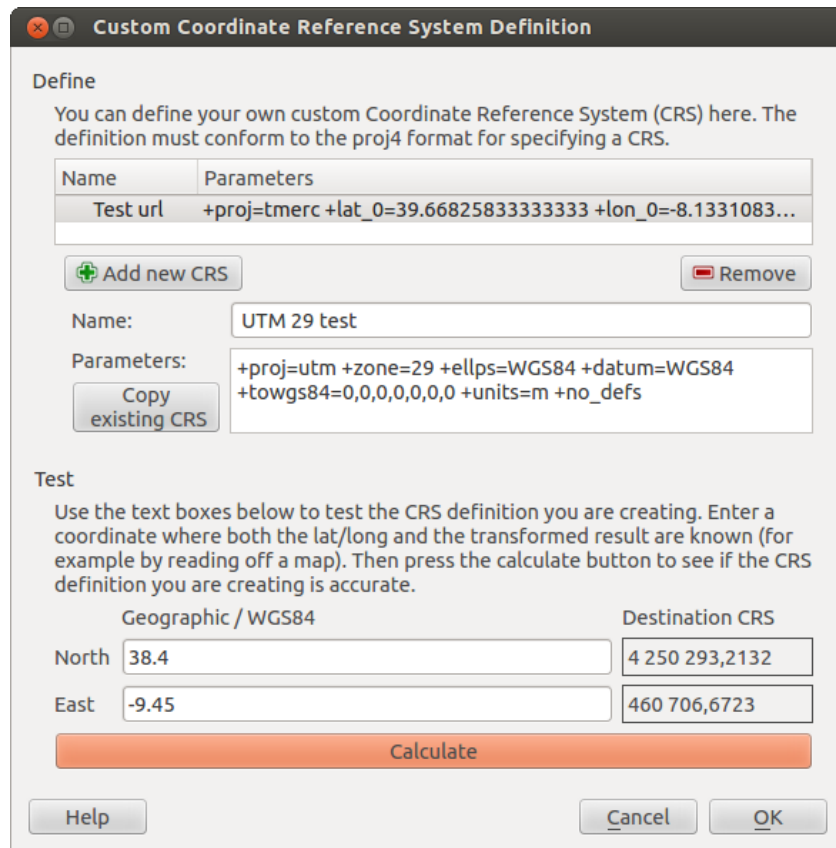 Custom Coordinate Reference System Definition
Define
You can define your own custom Coordinate Reference System (CRS) here. The
definition must conform to the proj4 format for specifying a CRS.
Name Parameters
Test url +proj=tmerc +lat_0=39.66825833333333 +lon_0=-8.1331083...
Add new CRS Remove
Name: UTM 29 test
Parameters:
+proj=utm +zone=29 +ellps=WGS84 +datum=WGS84
+towgs84=0,0,0,0,0,0,0 +units=m +no_defs
Copy
existing CRS
Test
Use the text boxes below to test the CRS definition you are creating. Enter a
coordinate where both the lat/long and the transformed result are known (for
example by reading off a map). Then press the calculate button to see if the CRS
definition you are creating is accurate.
Geographic / WGS84 Destination CRS
North 38.4 4 250 293,2132
East -9.45 460 706,6723
Calculate
Help Cancel OK